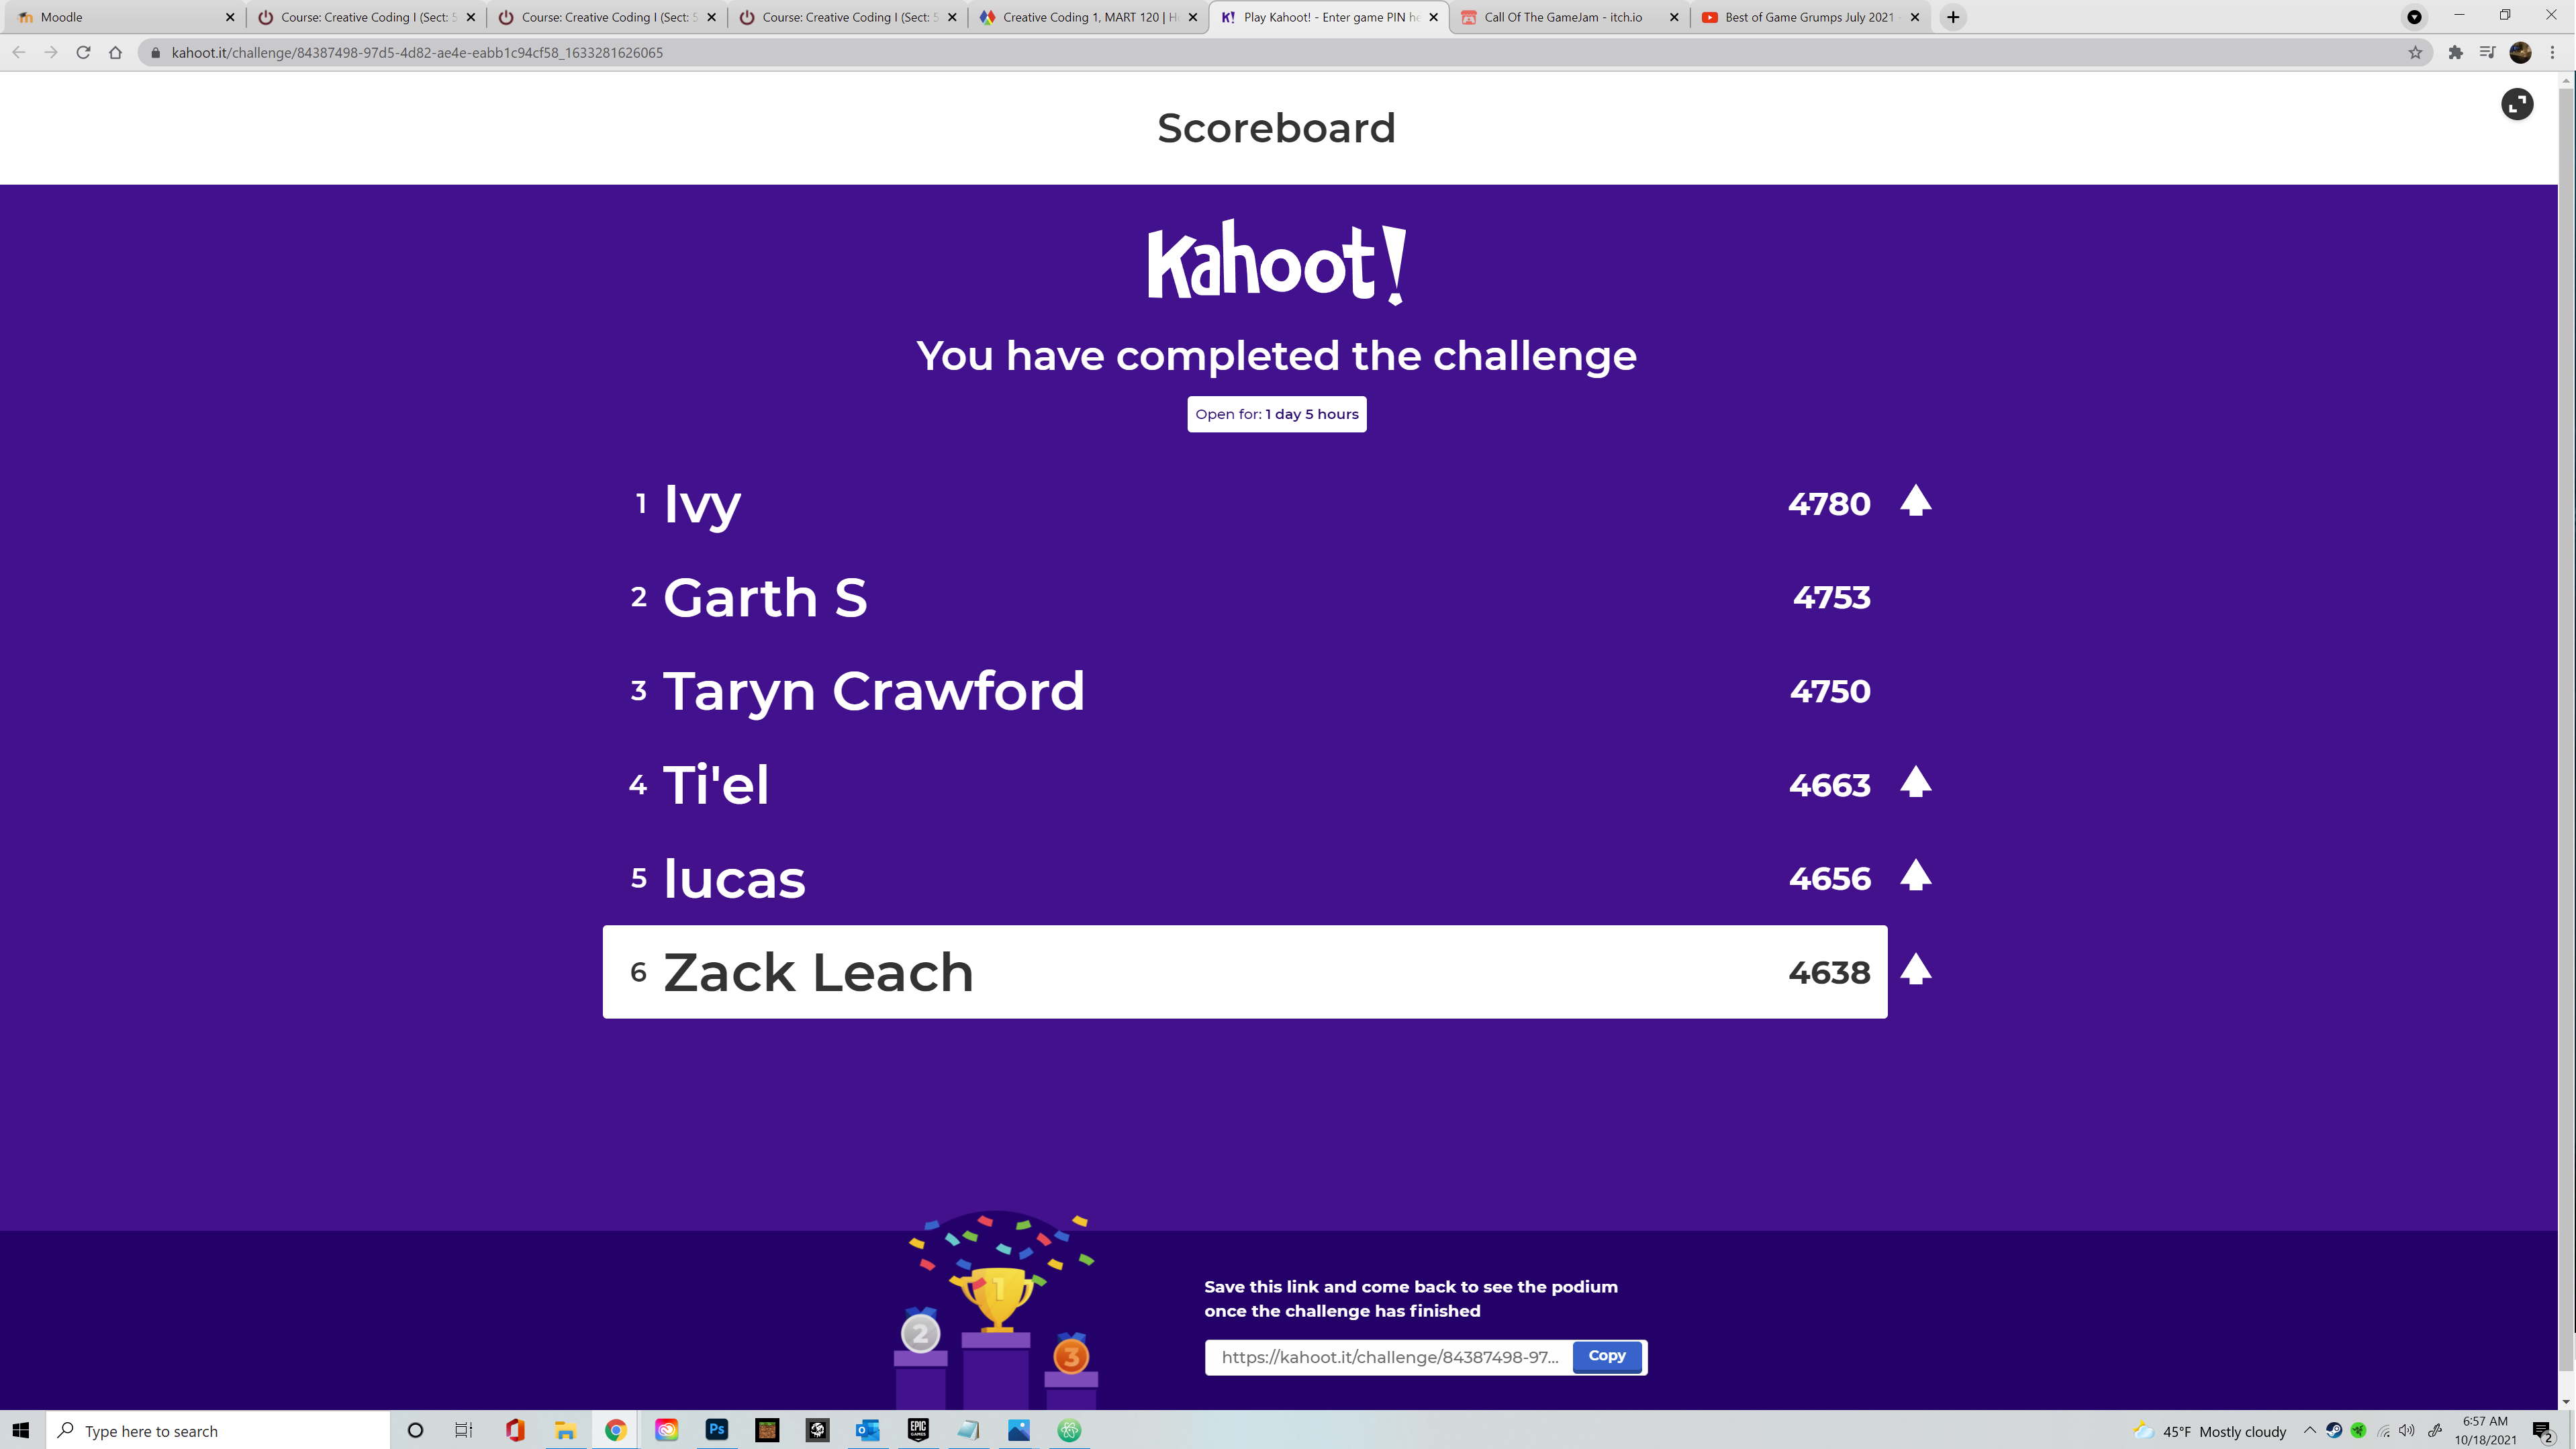 Moodle
Course: Creative Coding I (Sect: 5
Course: Creative Coding I (Sect: 5
Course: Creative Coding I (Sect: 5
Creative Coding 1, MART 120 | H
K! Play Kahoot! - Enter game PIN he
Call Of The GameJam - itch.io
Best of Game Grumps July 2021
kahoot.it/challenge/84387498-97d5-4d82-ae4e-eabb1c94cf58_1633281626065
Scoreboard
Kahoot!
You have completed the challenge
Open for: 1 day 5 hours
1 Ivy 4780
2 Garth S 4753
3 Taryn Crawford 4750
4 Ti'el 4663
5 lucas 4656
6 Zack Leach 4638
1
2
3
Save this link and come back to see the podium
once the challenge has finished
https://kahoot.it/challenge/84387498-97... Copy
Type here to search
Ps
EPIC GAMES
45°F Mostly cloudy
6:57 AM
10/18/2021
2